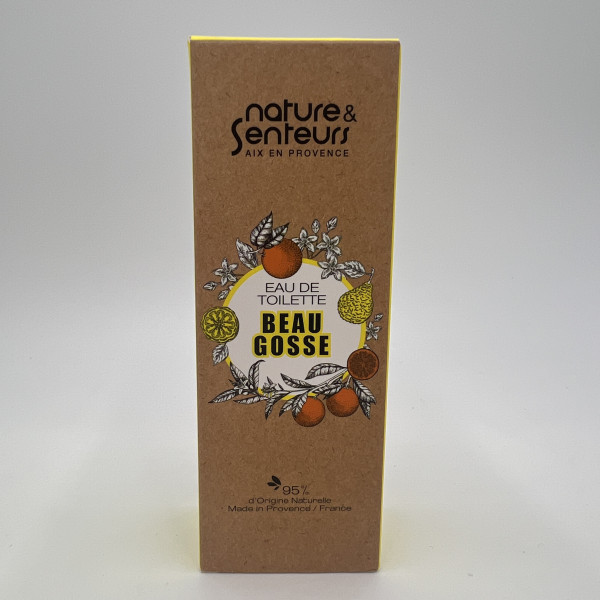 nature &
Senteurs
AIX EN PROVENCE
EAU DE
TOILETTE
BEAU
GOSSE
95%
d'Origine Naturelle
Made in Provence / France